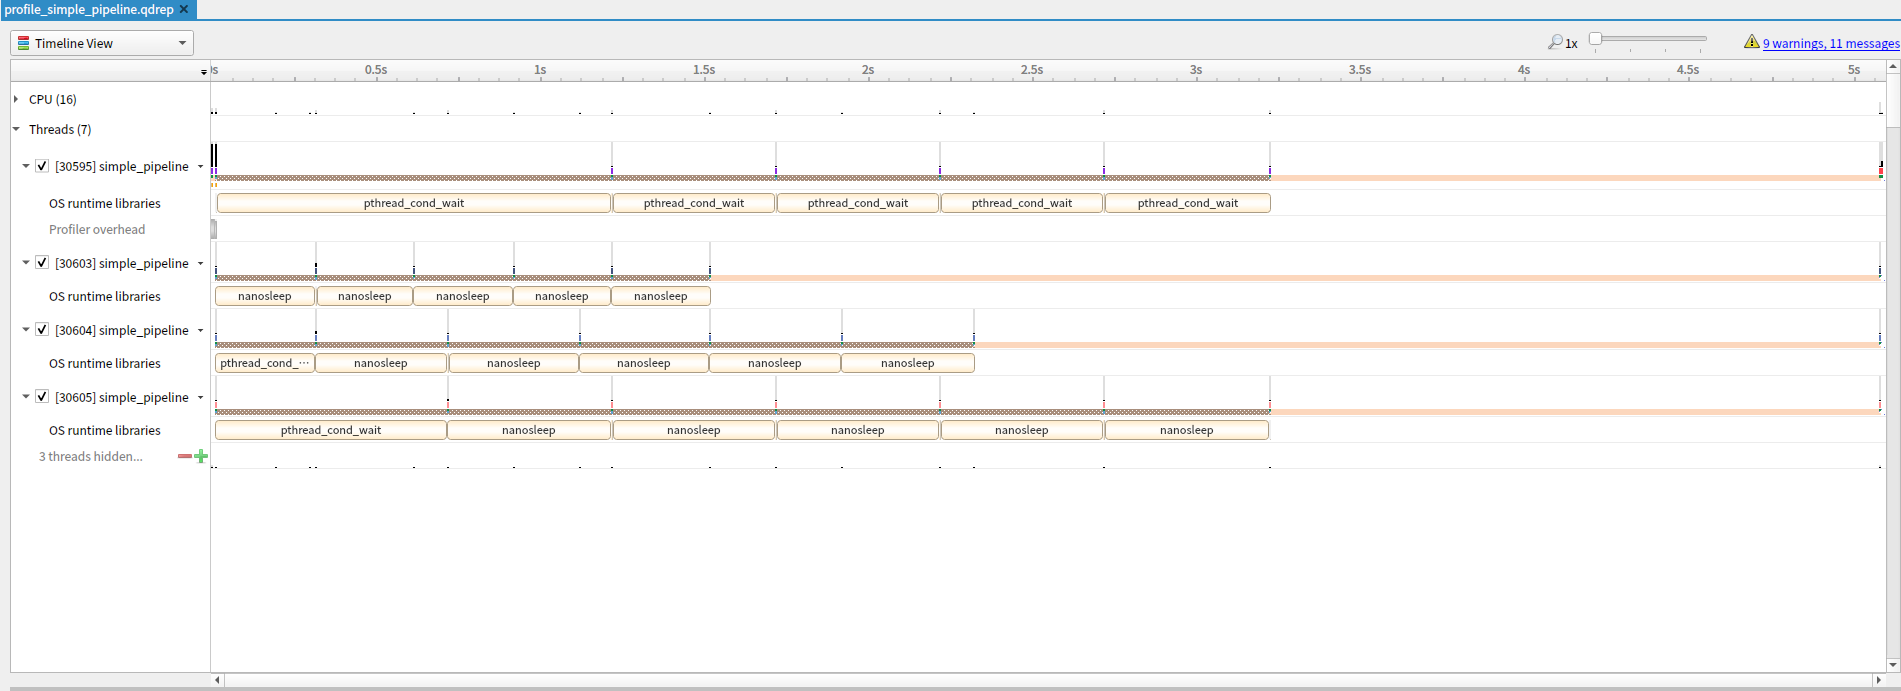 profile_simple_pipeline.qdrep
Timeline View
1x
9 warnings, 11 messages
0s 0.5s 1s 1.5s 2s 2.5s 3s 3.5s 4s 4.5s 5s
CPU (16)
Threads (7)
[30595] simple_pipeline
OS runtime libraries pthread_cond_wait pthread_cond_wait pthread_cond_wait pthread_cond_wait pthread_cond_wait
Profiler overhead
[30603] simple_pipeline
OS runtime libraries nanosleep nanosleep nanosleep nanosleep nanosleep
[30604] simple_pipeline
OS runtime libraries pthread_cond_··· nanosleep nanosleep nanosleep nanosleep nanosleep
[30605] simple_pipeline
OS runtime libraries pthread_cond_wait nanosleep nanosleep nanosleep nanosleep nanosleep
3 threads hidden...